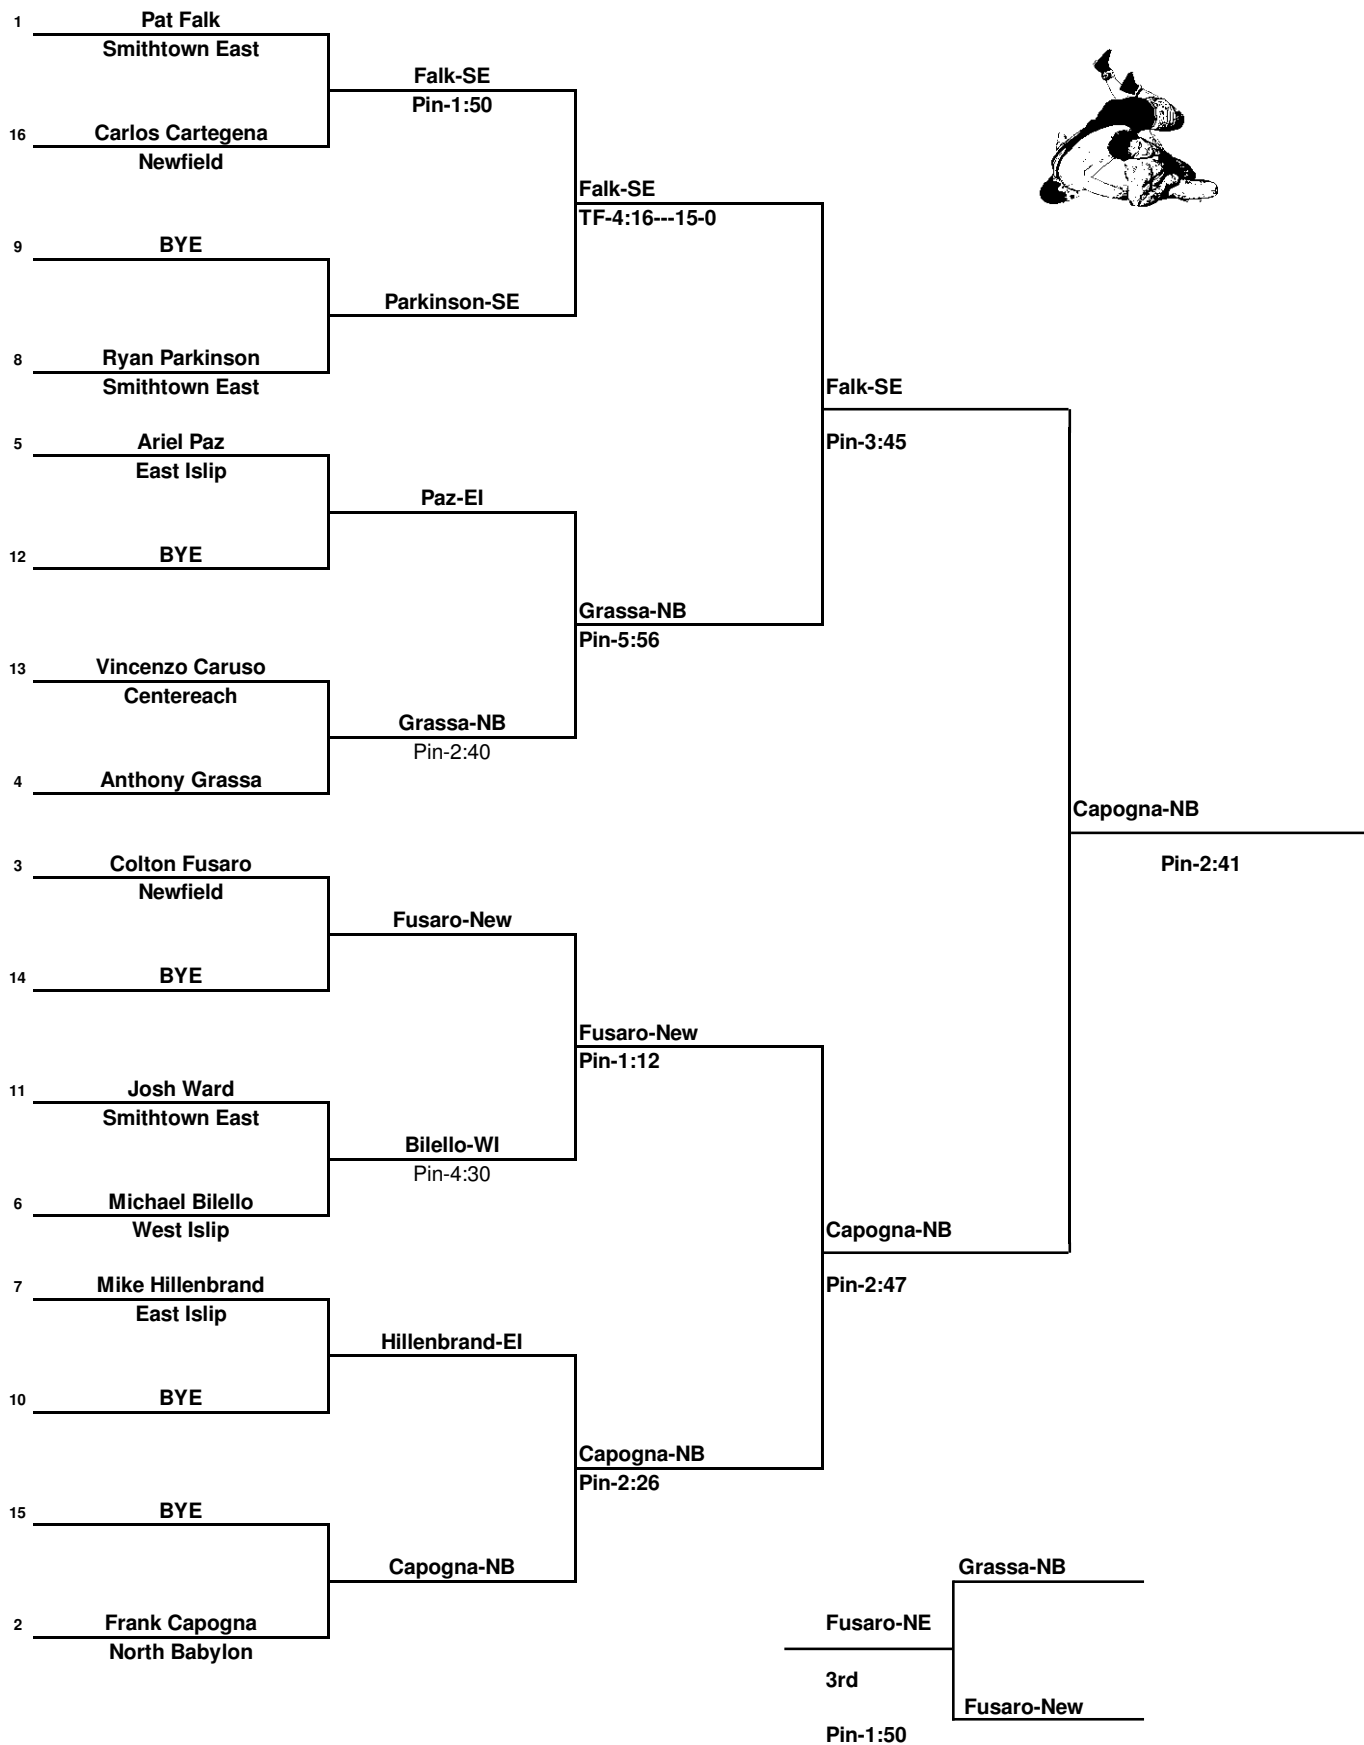 1 Pat Falk
Smithtown East
Falk-SE
Pin-1:50
16 Carlos Cartegena
Newfield
Falk-SE
TF-4:16---15-0
9 BYE
Parkinson-SE
8 Ryan Parkinson
Smithtown East
Falk-SE
Pin-3:45
5 Ariel Paz
East Islip
Paz-EI
12 BYE
Grassa-NB
Pin-5:56
13 Vincenzo Caruso
Centereach
Grassa-NB
Pin-2:40
4 Anthony Grassa
Capogna-NB
Pin-2:41
3 Colton Fusaro
Newfield
Fusaro-New
14 BYE
Fusaro-New
Pin-1:12
11 Josh Ward
Smithtown East
Bilello-WI
Pin-4:30
6 Michael Bilello
West Islip
Capogna-NB
Pin-2:47
7 Mike Hillenbrand
East Islip
Hillenbrand-EI
10 BYE
Capogna-NB
Pin-2:26
15 BYE
Capogna-NB
2 Frank Capogna
North Babylon
Grassa-NB
Fusaro-NE
3rd
Fusaro-New
Pin-1:50